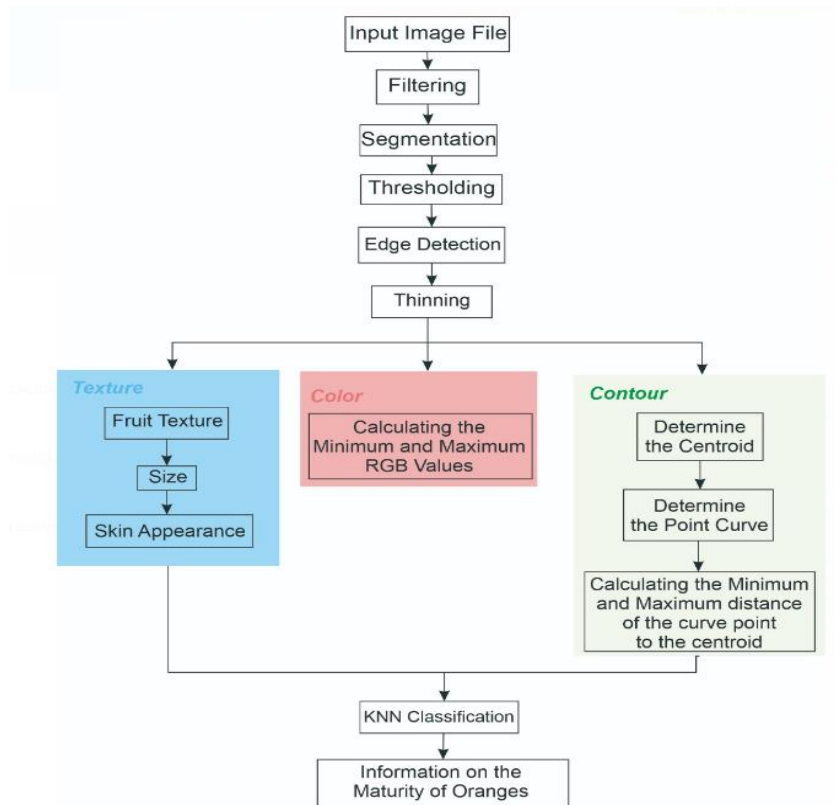 Input Image File
Filtering
Segmentation
Thresholding
Edge Detection
Thinning
Texture
Fruit Texture
Size
Skin Appearance
Color
Calculating the
Minimum and Maximum
RGB Values
Contour
Determine
the Centroid
Determine
the Point Curve
Calculating the Minimum
and Maximum distance
of the curve point
to the centroid
KNN Classification
Information on the
Maturity of Oranges